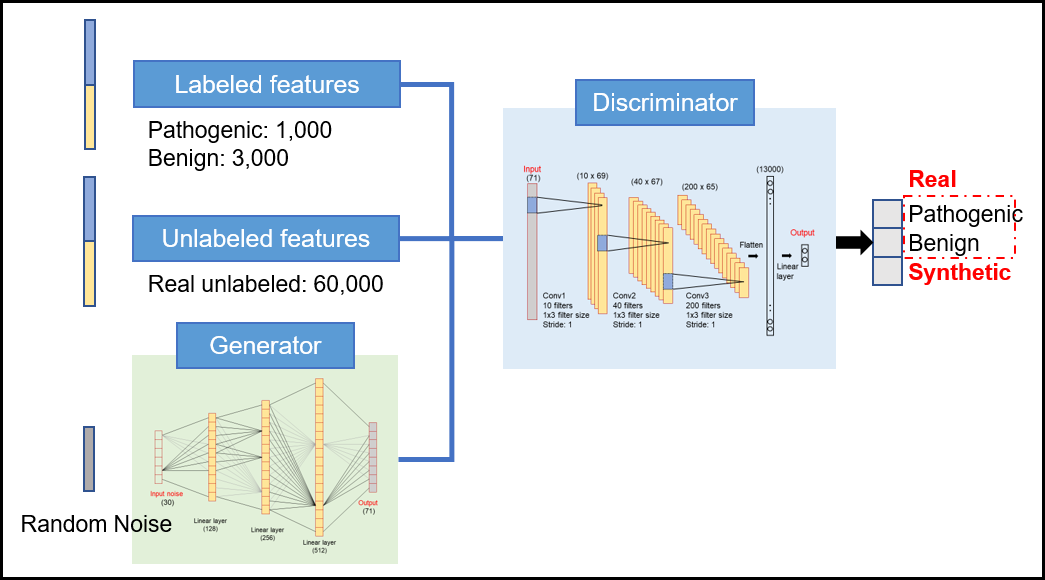 Labeled features
Pathogenic: 1,000
Benign: 3,000
Unlabeled features
Real unlabeled: 60,000
Generator
Input noise
(30)
Linear layer
(128)
Linear layer
(256)
Linear layer
(512)
Output
(71)
Random Noise
Discriminator
Input
(71)
(10 x 69)
(40 x 67)
(200 x 65)
(13000)
Conv1
10 filters
1x3 filter size
Stride: 1
Conv2
40 filters
1x3 filter size
Stride: 1
Conv3
200 filters
1x3 filter size
Stride: 1
Flatten
Linear
layer
Output
Real
Pathogenic
Benign
Synthetic